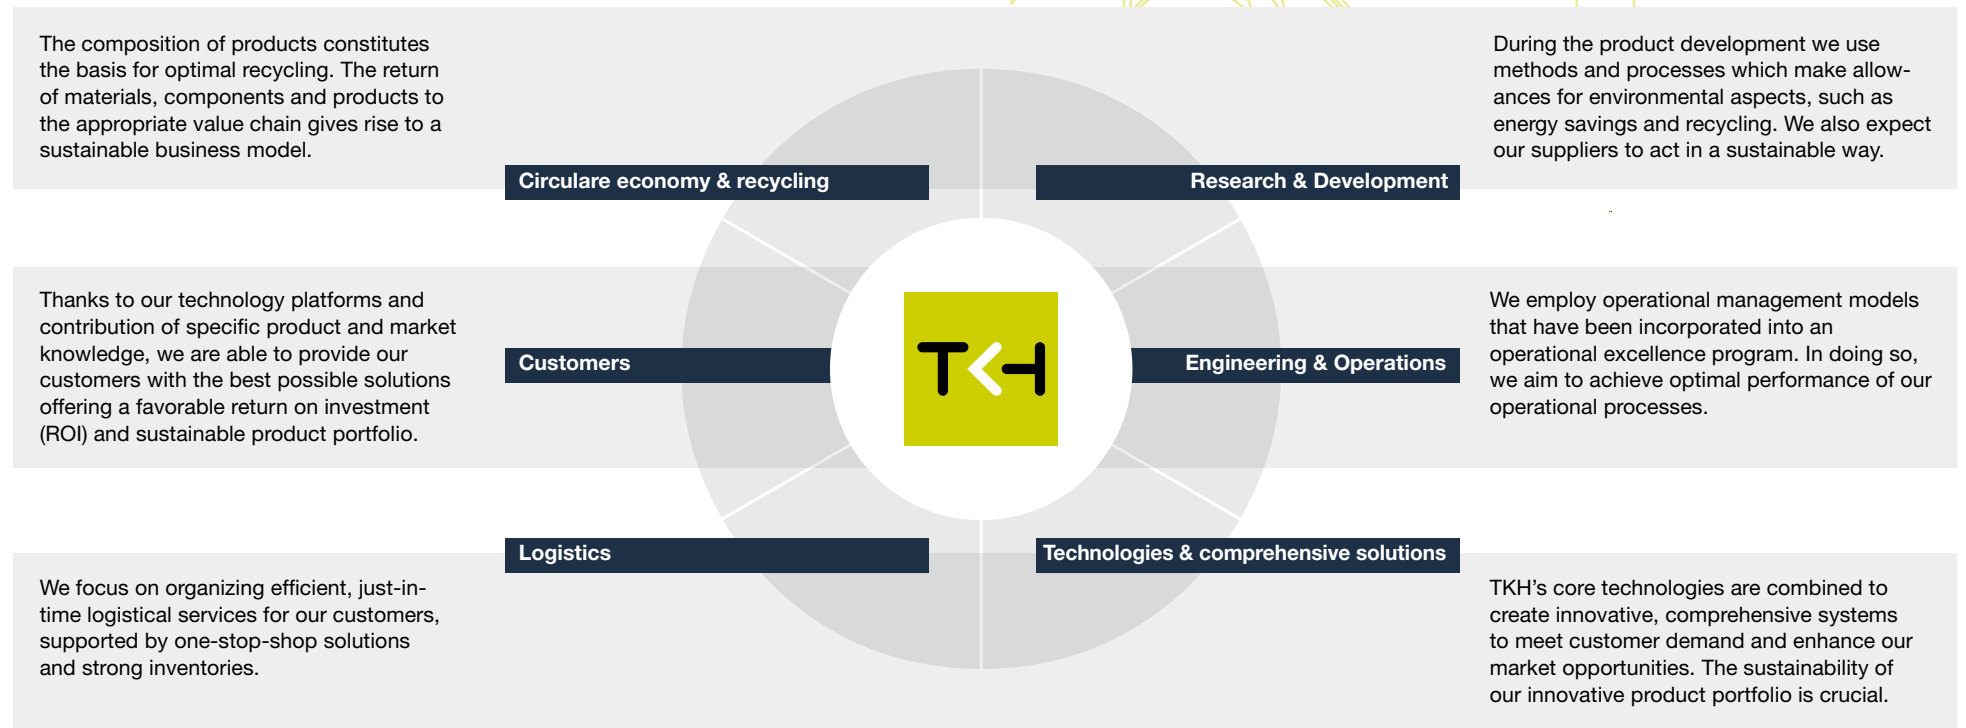 The composition of products constitutes
the basis for optimal recycling. The return
of materials, components and products to
the appropriate value chain gives rise to a
sustainable business model.
Circulare economy & recycling
During the product development we use
methods and processes which make allow-
ances for environmental aspects, such as
energy savings and recycling. We also expect
our suppliers to act in a sustainable way.
Research & Development
Thanks to our technology platforms and
contribution of specific product and market
knowledge, we are able to provide our
customers with the best possible solutions
offering a favorable return on investment
(ROI) and sustainable product portfolio.
Customers
TKH
Engineering & Operations
We employ operational management models
that have been incorporated into an
operational excellence program. In doing so,
we aim to achieve optimal performance of our
operational processes.
Logistics
We focus on organizing efficient, just-in-
time logistical services for our customers,
supported by one-stop-shop solutions
and strong inventories.
Technologies & comprehensive solutions
TKH's core technologies are combined to
create innovative, comprehensive systems
to meet customer demand and enhance our
market opportunities. The sustainability of
our innovative product portfolio is crucial.